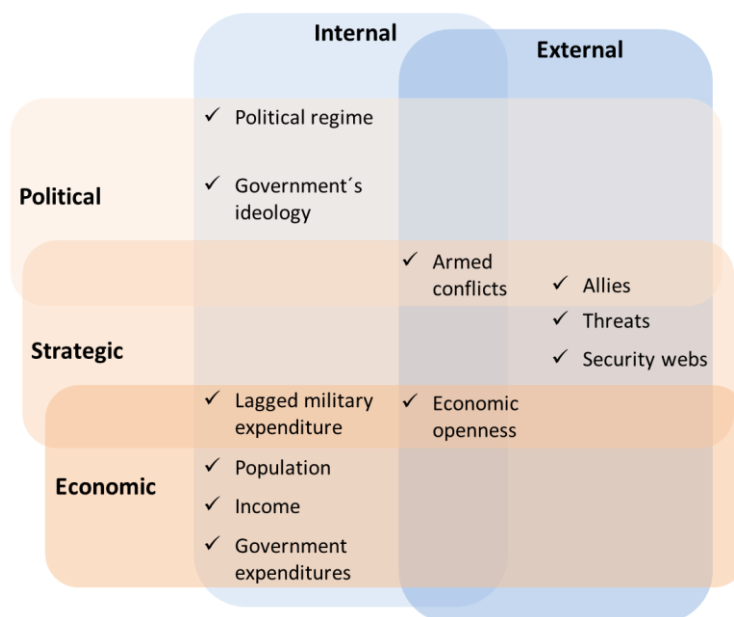 Internal
External
✓ Political regime
✓ Government´s
ideology
Political
✓ Armed
conflicts
✓ Allies
✓ Threats
✓ Security webs
Strategic
✓ Lagged military
expenditure
✓ Economic
openness
✓ Population
Economic
✓ Income
✓ Government
expenditures